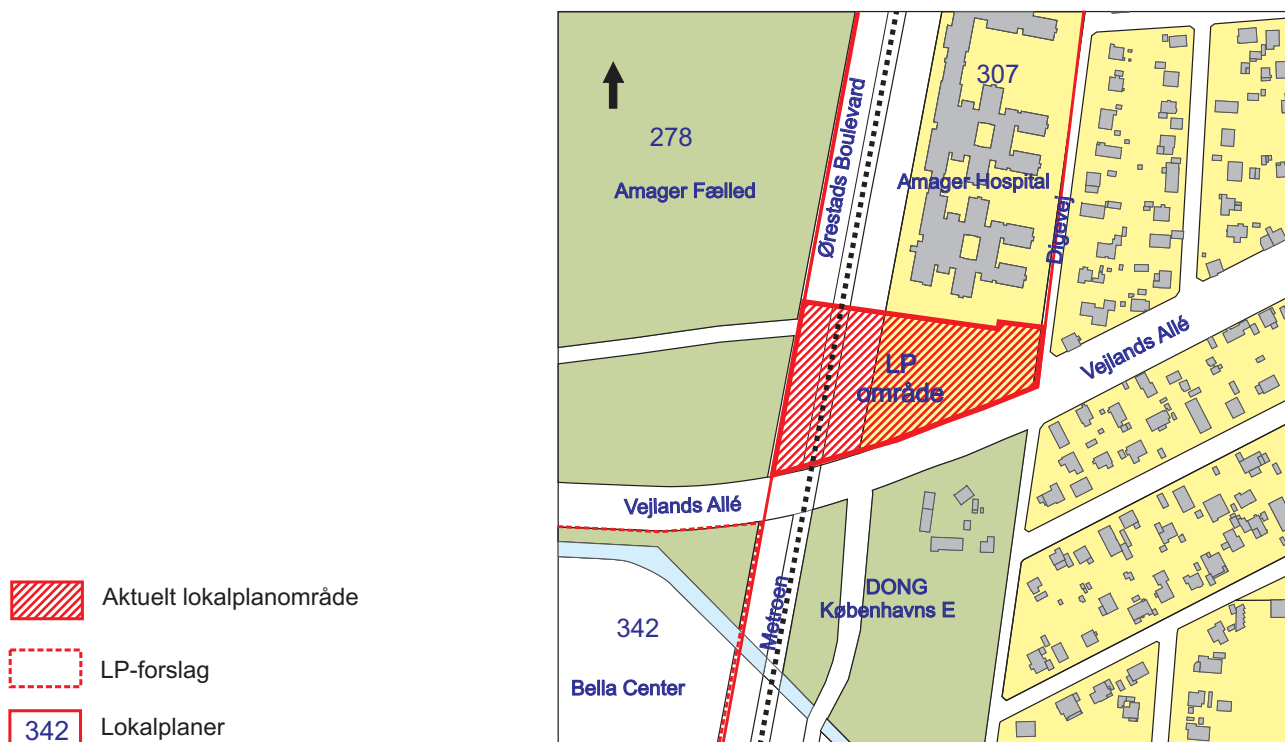 307
278
Amager Fælled
Ørestads Boulevard
Amager Hospital
Digevej
Vejlands Allé
LP
område
Vejlands Allé
DONG
Københavns E
Metroen
342
Bella Center
Aktuelt lokalplanområde
LP-forslag
342 Lokalplaner